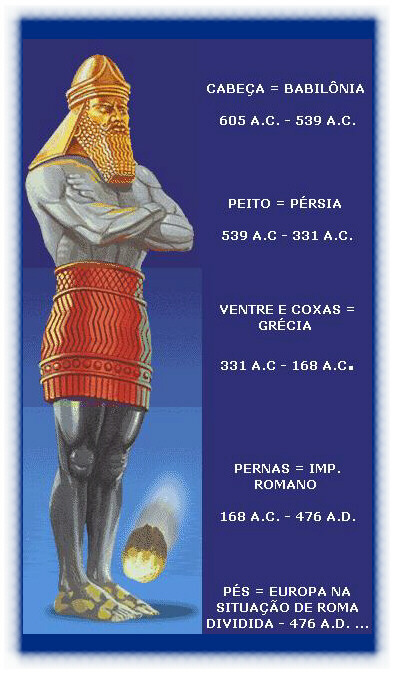 CABEÇA = BABILÔNIA
605 A.C. - 539 A.C.
PEITO = PÉRSIA
539 A.C - 331 A.C.
VENTRE E COXAS =
GRÉCIA
331 A.C - 168 A.C.
PERNAS = IMP.
ROMANO
168 A.C. - 476 A.D.
PÉS = EUROPA NA
SITUAÇÃO DE ROMA
DIVIDIDA - 476 A.D. ...